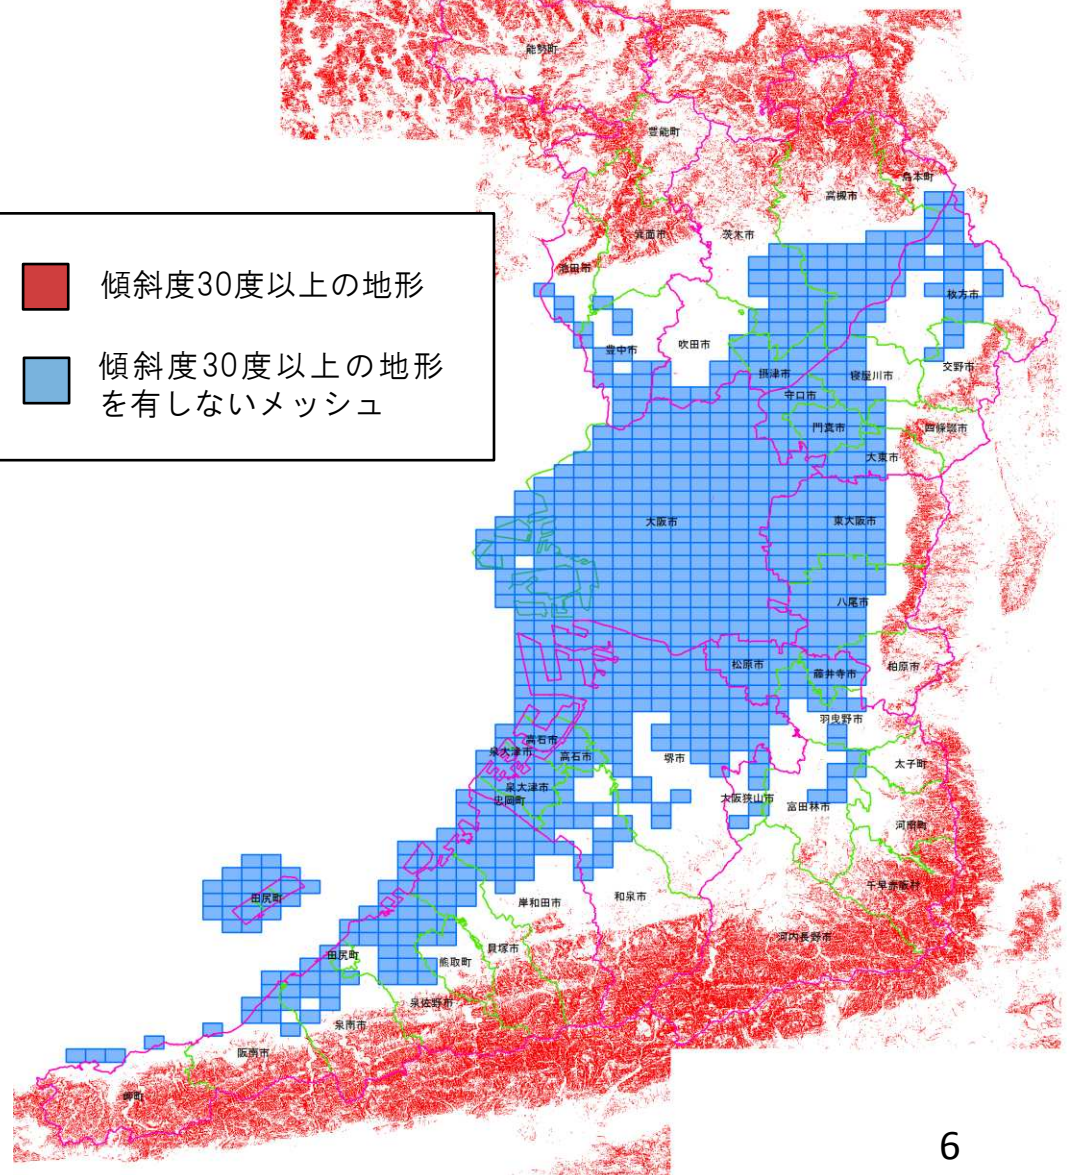 能勢町
豊能町
島本町
高槻市
箕面市
茨木市
池田市
枚方市
傾斜度30度以上の地形
傾斜度30度以上の地形
を有しないメッシュ
豊中市
吹田市
摂津市
寝屋川市
交野市
守口市
門真市
四條畷市
大東市
大阪市
東大阪市
八尾市
松原市
藤井寺市
柏原市
羽曳野市
高石市
泉大津市
高石市
堺市
太子町
泉大津市
忠岡町
大阪狭山市
富田林市
河南町
千早赤阪村
田尻町
岸和田市
和泉市
河内長野市
貝塚市
田尻町
熊取町
泉佐野市
泉南市
阪南市
岬町
6